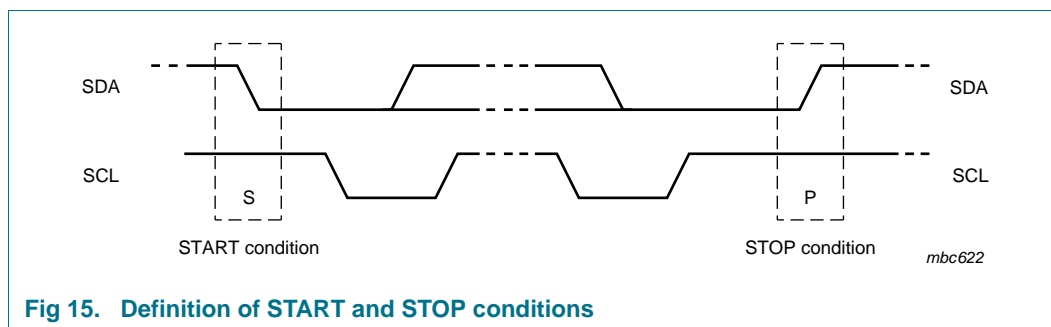 SDA SDA
SCL SCL
S P
START condition STOP condition
mbc622
Fig 15. Definition of START and STOP conditions